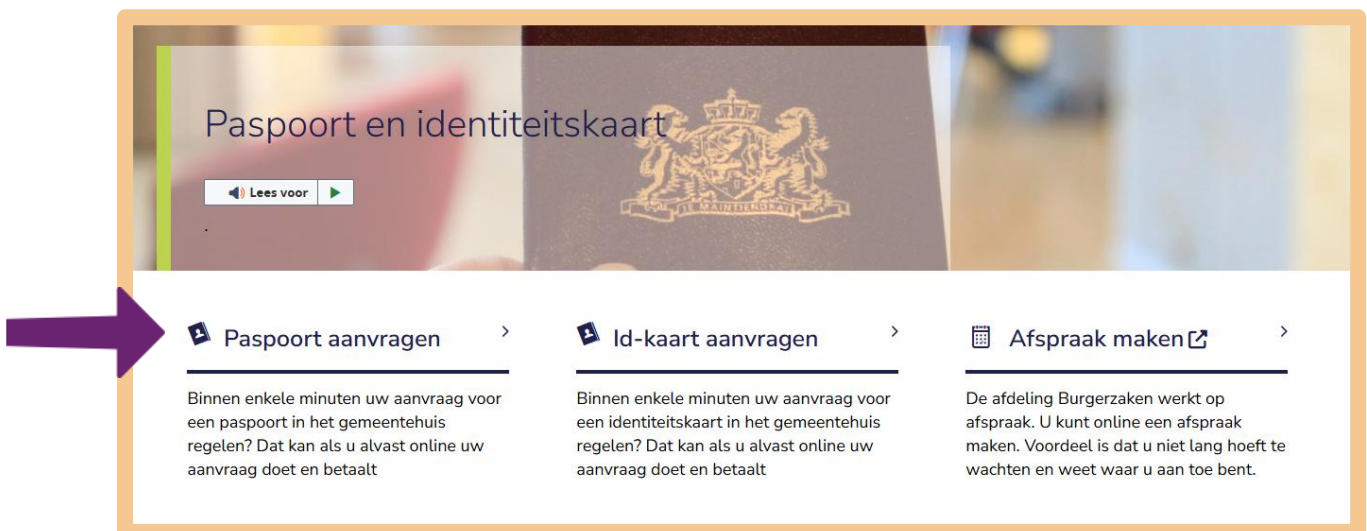 Paspoort en identiteitskaart
JE MAINTIENDRAI
Lees voor
.
Paspoort aanvragen
Binnen enkele minuten uw aanvraag voor
een paspoort in het gemeentehuis
regelen? Dat kan als u alvast online uw
aanvraag doet en betaalt
Id-kaart aanvragen
Binnen enkele minuten uw aanvraag voor
een identiteitskaart in het gemeentehuis
regelen? Dat kan als u alvast online uw
aanvraag doet en betaalt
Afspraak maken
De afdeling Burgerzaken werkt op
afspraak. U kunt online een afspraak
maken. Voordeel is dat u niet lang hoeft te
wachten en weet waar u aan toe bent.